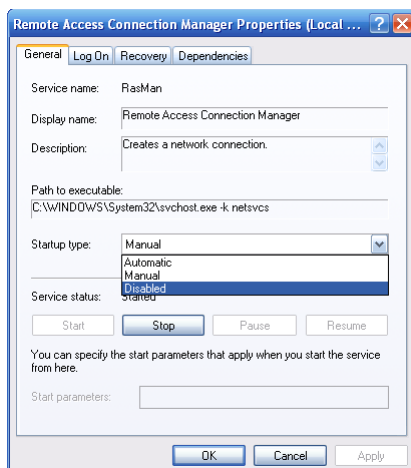 Remote Access Connection Manager Properties (Local ...
General Log On Recovery Dependencies
Service name: RasMan
Display name: Remote Access Connection Manager
Description: Creates a network connection.
Path to executable:
C:\WINDOWS\System32\svchost.exe -k netsvcs
Startup type: Manual
Automatic
Manual
Disabled
Service status: Started
Start Stop Pause Resume
You can specify the start parameters that apply when you start the service
from here.
Start parameters:
OK Cancel Apply